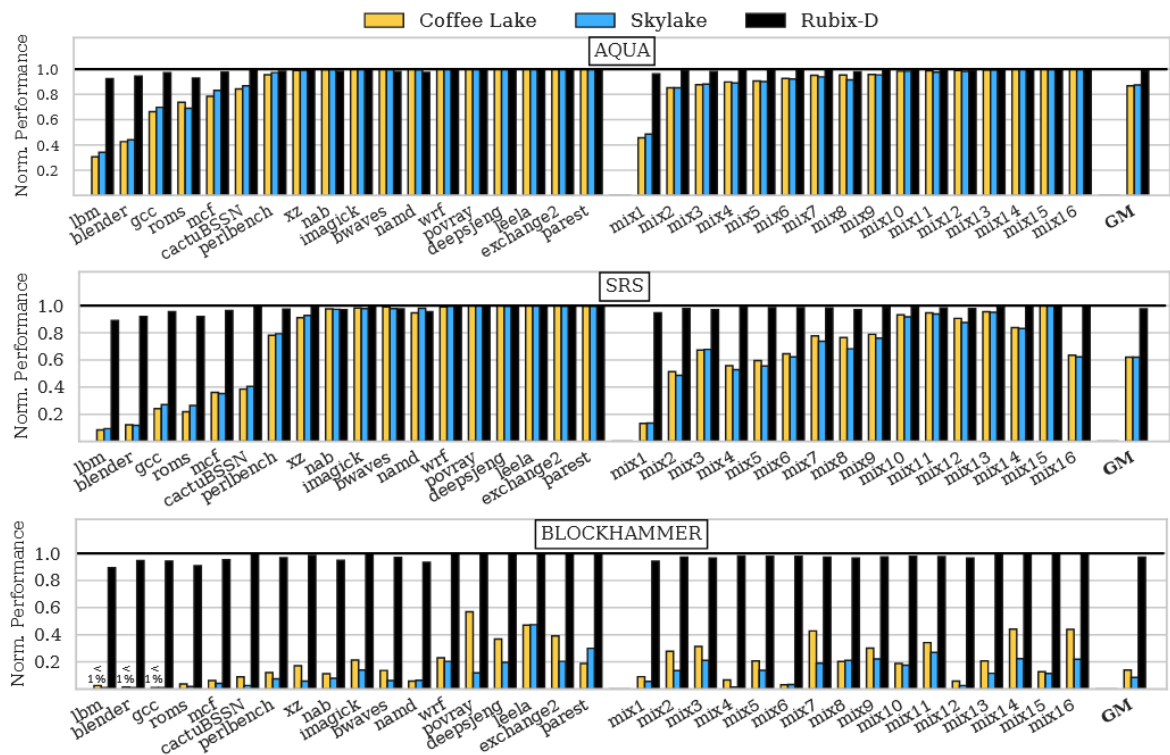 Coffee Lake Skylake Rubix-D
AQUA
Norm. Performance
1.0
0.8
0.6
0.4
0.2
lbm blender gcc roms mcf cactuBSSN perlbench xz nab imagick bwaves namd wrf povray deepsjeng leela exchange2 parest mix1 mix2 mix3 mix4 mix5 mix6 mix7 mix8 mix9 mix10 mix11 mix12 mix13 mix14 mix15 mix16 GM
SRS
Norm. Performance
1.0
0.8
0.6
0.4
0.2
lbm blender gcc roms mcf cactuBSSN perlbench xz nab imagick bwaves namd wrf povray deepsjeng leela exchange2 parest mix1 mix2 mix3 mix4 mix5 mix6 mix7 mix8 mix9 mix10 mix11 mix12 mix13 mix14 mix15 mix16 GM
BLOCKHAMMER
Norm. Performance
1.0
0.8
0.6
0.4
0.2
< < <
1% 1% 1%
lbm blender gcc roms mcf cactuBSSN perlbench xz nab imagick bwaves namd wrf povray deepsjeng leela exchange2 parest mix1 mix2 mix3 mix4 mix5 mix6 mix7 mix8 mix9 mix10 mix11 mix12 mix13 mix14 mix15 mix16 GM